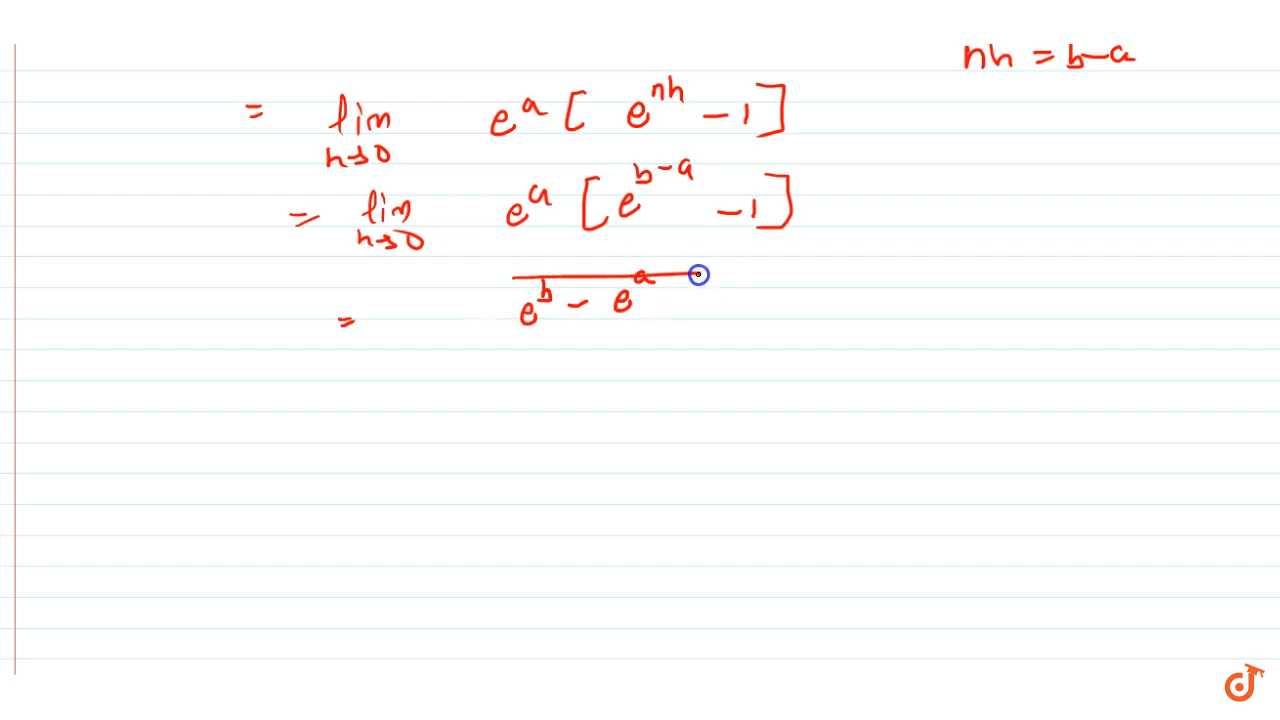 nh = b-a
= lim h→0 e^a [ e^nh - 1 ]
= lim h→0 e^a [ e^b-a - 1 ]
= e^b - e^a